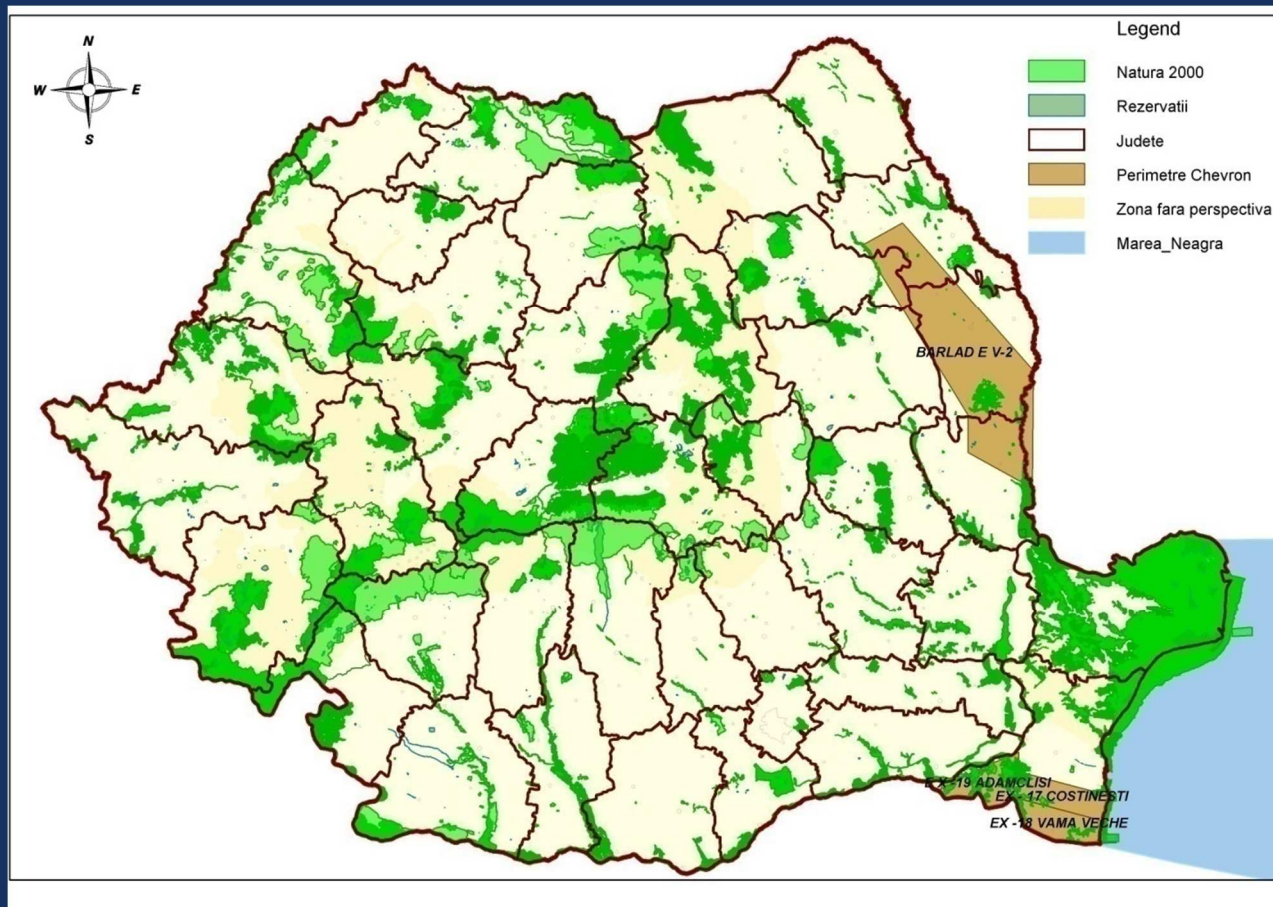 N
W E
S
Legend
Natura 2000
Rezervatii
Judete
Perimetre Chevron
Zona fara perspectiva
Marea_Neagra
BARLAD E V-2
E X -19 ADAMCLISI
EX - 17 COSTINESTI
EX -18 VAMA VECHE